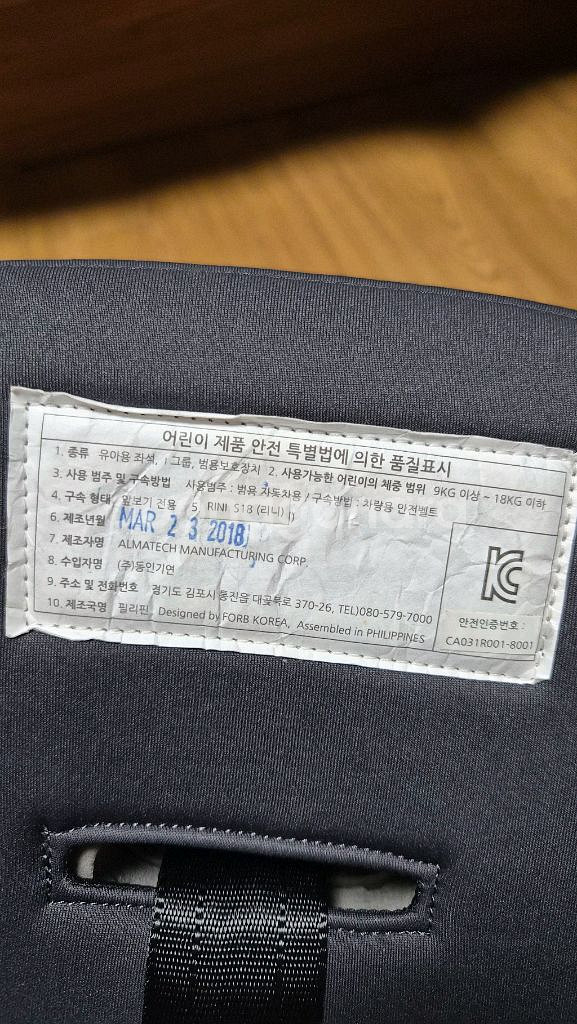 어린이 제품 안전 특별법에 의한 품질표시
1. 종류 유아용 좌석, I 그룹, 범용보호장치 2. 사용가능한 어린이의 체중 범위 9KG 이상 ~ 18KG 이하
3. 사용 범주 및 구속방법 사용범주 : 범용 자동차용 / 구속방법 : 차량용 안전벨트
4. 구속 형태 앞보기 전용 5. RINI S18 (리니)
6. 제조년월 MAR 2 3 2018
7. 제조자명 ALMATECH MANUFACTURING CORP.
8. 수입자명 (주)동인기연
9. 주소 및 전화번호 경기도 김포시 통진읍 대곶북로 370-26, TEL)080-579-7000
10. 제조국명 필리핀 Designed by FORB KOREA, Assembled in PHILIPPINES
안전인증번호 :
CA031R001-8001